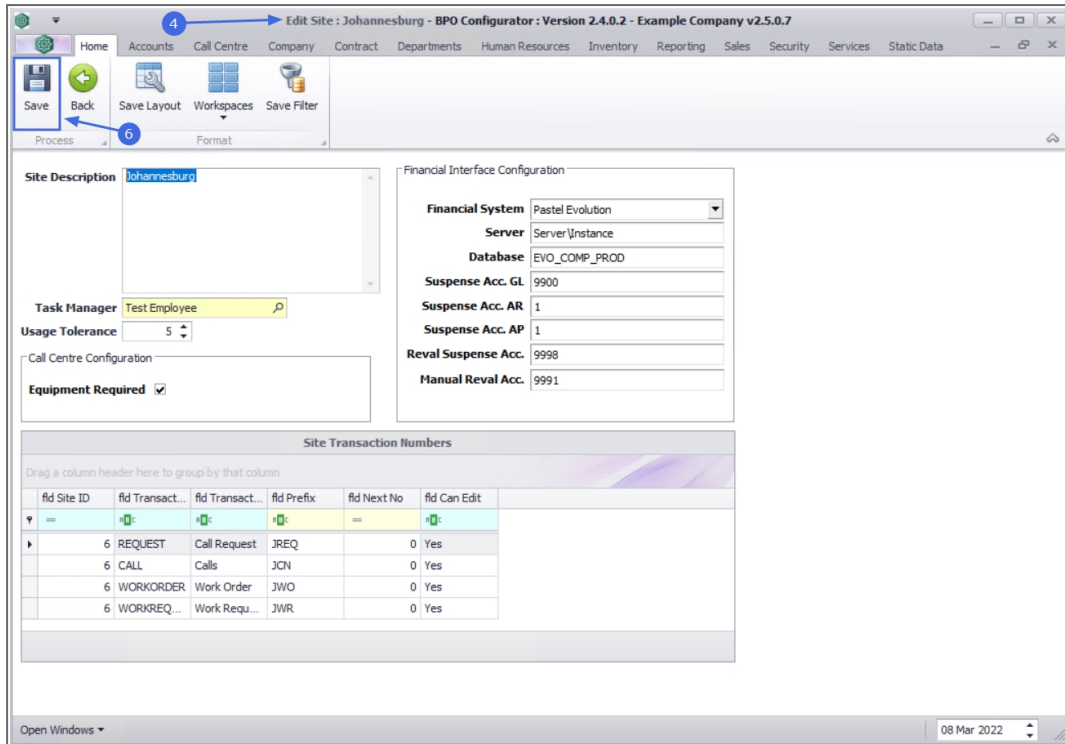 4
Edit Site : Johannesburg - BPO Configurator : Version 2.4.0.2 - Example Company v2.5.0.7
Home Accounts Call Centre Company Contract Departments Human Resources Inventory Reporting Sales Security Services Static Data
Save Back Save Layout Workspaces Save Filter
6
Process Format
Site Description Johannesburg
Financial Interface Configuration
Financial System Pastel Evolution
Server Server\Instance
Database EVO_COMP_PROD
Suspense Acc. GL 9900
Task Manager Test Employee
Suspense Acc. AR 1
Usage Tolerance 5
Suspense Acc. AP 1
Call Centre Configuration
Reval Suspense Acc. 9998
Equipment Required
Manual Reval Acc. 9991
Site Transaction Numbers
Drag a column header here to group by that column
fld Site ID fld Transact... fld Transact... fld Prefix fld Next No fld Can Edit
6 REQUEST Call Request JREQ 0 Yes
6 CALL Calls JCN 0 Yes
6 WORKORDER Work Order JWO 0 Yes
6 WORKREQ... Work Requ... JWR 0 Yes
Open Windows 08 Mar 2022